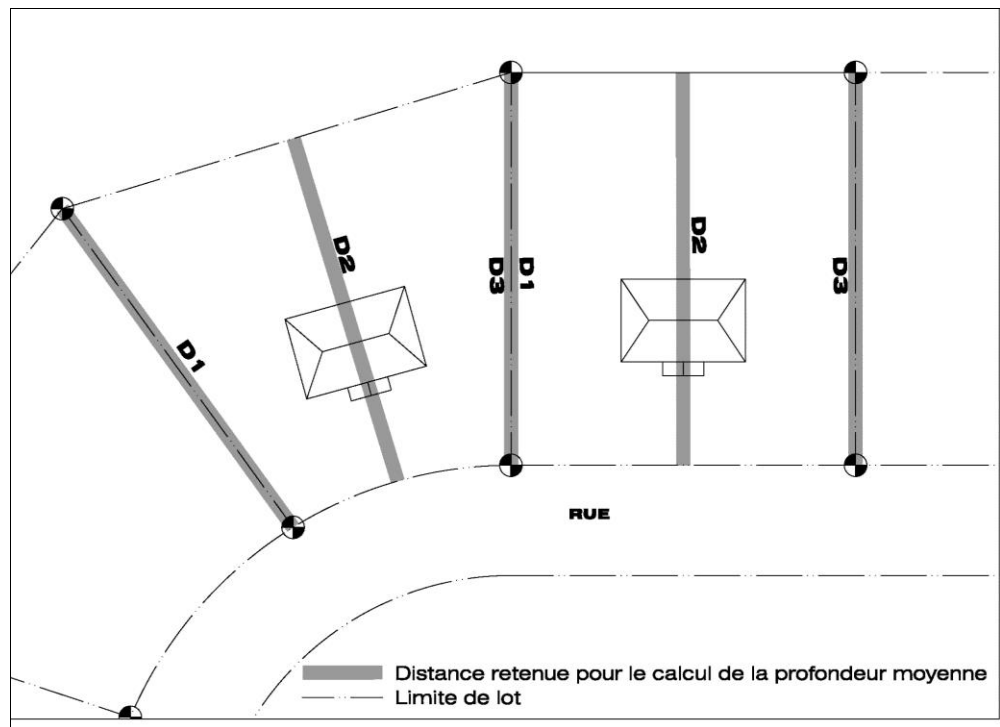 D1
D2
D3
D1
D2
D3
RUE
Distance retenue pour le calcul de la profondeur moyenne
Limite de lot